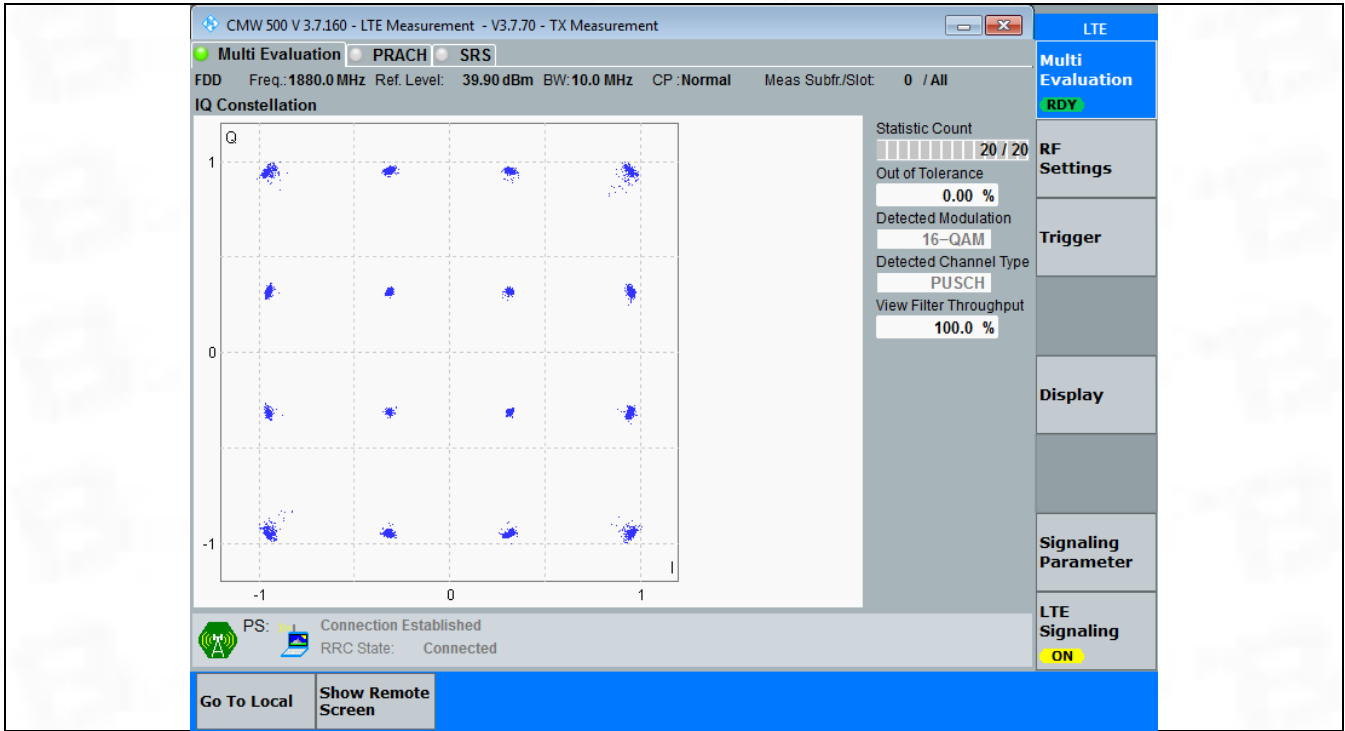 CMW 500 V 3.7.160 - LTE Measurement - V3.7.70 - TX Measurement
LTE
Multi Evaluation PRACH SRS
FDD Freq.: 1880.0 MHz Ref. Level: 39.90 dBm BW: 10.0 MHz CP : Normal Meas Subfr./Slot: 0 / All
IQ Constellation
Q
1
0
-1
-1 0 1
I
Statistic Count
20 / 20
Out of Tolerance
0.00 %
Detected Modulation
16-QAM
Detected Channel Type
PUSCH
View Filter Throughput
100.0 %
Multi
Evaluation
RDY
RF
Settings
Trigger
Display
Signaling
Parameter
LTE
Signaling
ON
PS: Connection Established
RRC State: Connected
Go To Local
Show Remote
Screen